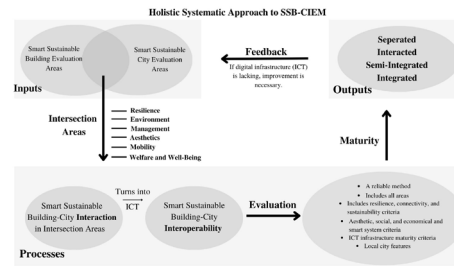 Holistic Systematic Approach to SSB-CIEM
Smart Sustainable
Building Evaluation
Areas
Smart Sustainable
City Evaluation
Areas
Inputs
Feedback
If digital infrastructure (ICT)
is lacking, improvement is
necessary.
Seperated
Interacted
Semi-Integrated
Integrated
Outputs
Intersection
Areas
Resilience
Environment
Management
Aesthetics
Mobility
Welfare and Well-Being
Maturity
Smart Sustainable
Building-City Interaction
in Intersection Areas
Turns into
ICT
Smart Sustainable
Building-City
Interoperability
Evaluation
• A reliable method
• Includes all areas
• Includes resilience, connectivity, and
sustainability criteria
• Aesthetic, social, and economical and
smart system criteria
• ICT infrastructure maturity criteria
• Local city features
Processes